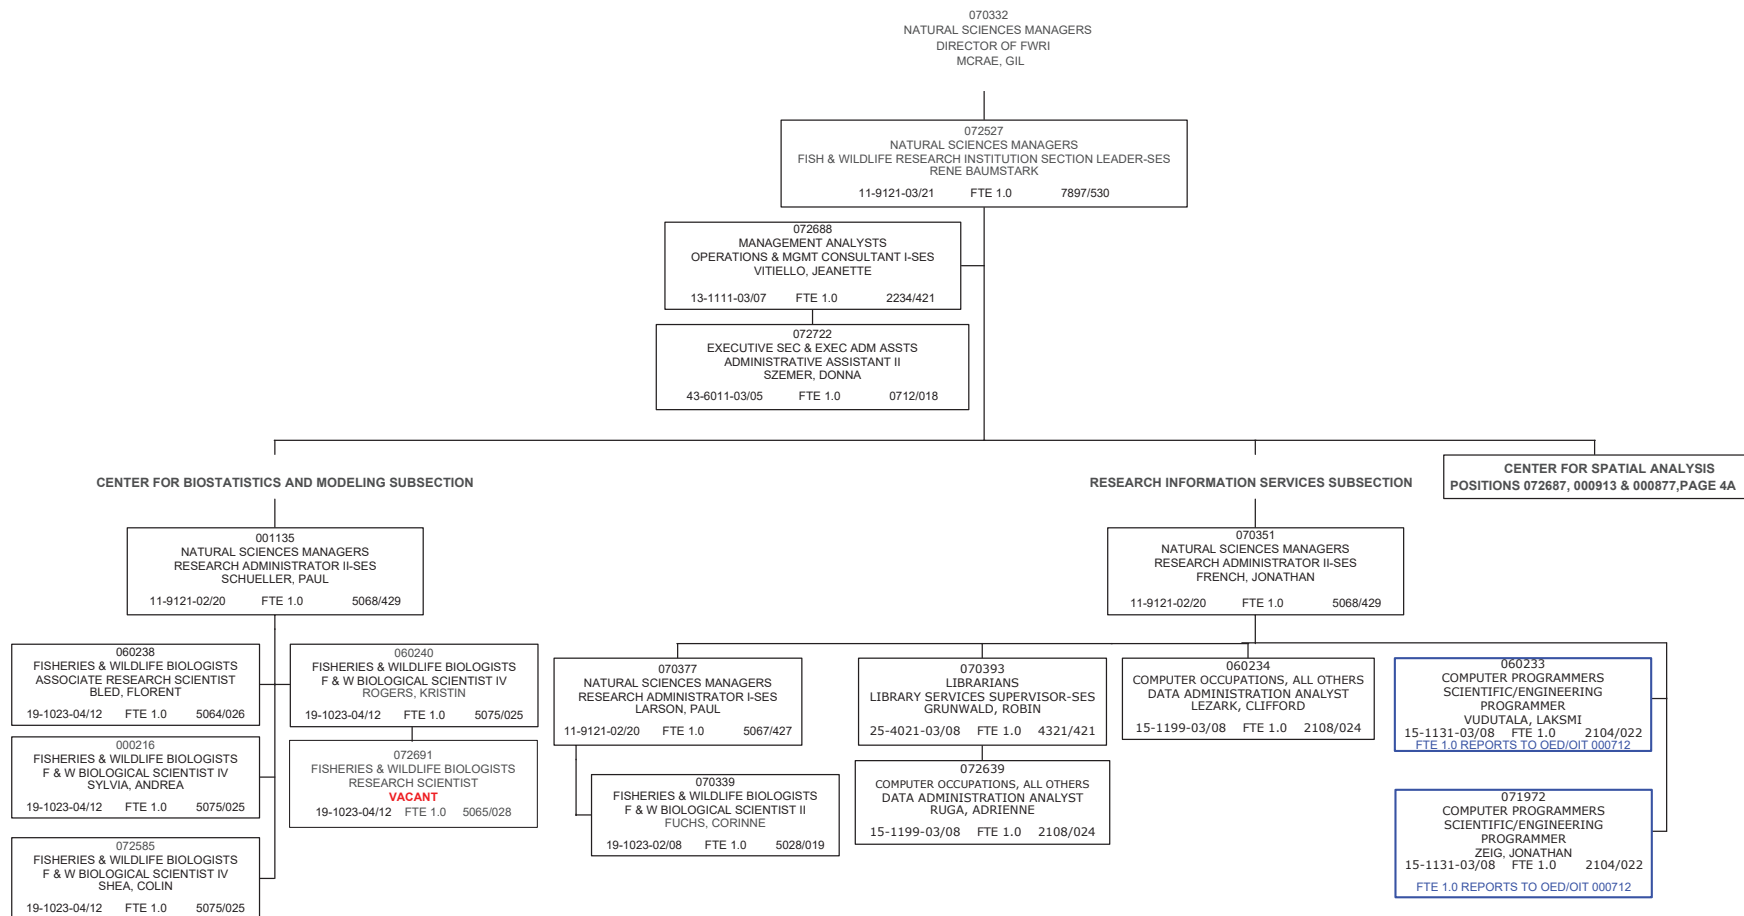 070332
NATURAL SCIENCES MANAGERS
DIRECTOR OF FWRI
MCRAE, GIL
072527
NATURAL SCIENCES MANAGERS
FISH & WILDLIFE RESEARCH INSTITUTION SECTION LEADER-SES
RENE BAUMSTARK
11-9121-03/21 FTE 1.0 7897/530
072688
MANAGEMENT ANALYSTS
OPERATIONS & MGMT CONSULTANT I-SES
VITIELLO, JEANETTE
13-1111-03/07 FTE 1.0 2234/421
072722
EXECUTIVE SEC & EXEC ADM ASSTS
ADMINISTRATIVE ASSISTANT II
SZEMER, DONNA
43-6011-03/05 FTE 1.0 0712/018
CENTER FOR BIOSTATISTICS AND MODELING SUBSECTION
RESEARCH INFORMATION SERVICES SUBSECTION
CENTER FOR SPATIAL ANALYSIS
POSITIONS 072687, 000913 & 000877,PAGE 4A
001135
NATURAL SCIENCES MANAGERS
RESEARCH ADMINISTRATOR II-SES
SCHUELLER, PAUL
11-9121-02/20 FTE 1.0 5068/429
070351
NATURAL SCIENCES MANAGERS
RESEARCH ADMINISTRATOR II-SES
FRENCH, JONATHAN
11-9121-02/20 FTE 1.0 5068/429
060238
FISHERIES & WILDLIFE BIOLOGISTS
ASSOCIATE RESEARCH SCIENTIST
BLED, FLORENT
19-1023-04/12 FTE 1.0 5064/026
060240
FISHERIES & WILDLIFE BIOLOGISTS
F & W BIOLOGICAL SCIENTIST IV
ROGERS, KRISTIN
19-1023-04/12 FTE 1.0 5075/025
070377
NATURAL SCIENCES MANAGERS
RESEARCH ADMINISTRATOR I-SES
LARSON, PAUL
11-9121-02/20 FTE 1.0 5067/427
070393
LIBRARIANS
LIBRARY SERVICES SUPERVISOR-SES
GRUNWALD, ROBIN
25-4021-03/08 FTE 1.0 4321/421
060234
COMPUTER OCCUPATIONS, ALL OTHERS
DATA ADMINISTRATION ANALYST
LEZARK, CLIFFORD
15-1199-03/08 FTE 1.0 2108/024
060233
COMPUTER PROGRAMMERS
SCIENTIFIC/ENGINEERING
PROGRAMMER
VUDUTALA, LAKSMI
15-1131-03/08 FTE 1.0 2104/022
FTE 1.0 REPORTS TO OED/OIT 000712
000216
FISHERIES & WILDLIFE BIOLOGISTS
F & W BIOLOGICAL SCIENTIST IV
SYLVIA, ANDREA
19-1023-04/12 FTE 1.0 5075/025
072691
FISHERIES & WILDLIFE BIOLOGISTS
RESEARCH SCIENTIST
VACANT
19-1023-04/12 FTE 1.0 5065/028
070339
FISHERIES & WILDLIFE BIOLOGISTS
F & W BIOLOGICAL SCIENTIST II
FUCHS, CORINNE
19-1023-02/08 FTE 1.0 5028/019
072639
COMPUTER OCCUPATIONS, ALL OTHERS
DATA ADMINISTRATION ANALYST
RUGA, ADRIENNE
15-1199-03/08 FTE 1.0 2108/024
071972
COMPUTER PROGRAMMERS
SCIENTIFIC/ENGINEERING
PROGRAMMER
ZEIG, JONATHAN
15-1131-03/08 FTE 1.0 2104/022
FTE 1.0 REPORTS TO OED/OIT 000712
072585
FISHERIES & WILDLIFE BIOLOGISTS
F & W BIOLOGICAL SCIENTIST IV
SHEA, COLIN
19-1023-04/12 FTE 1.0 5075/025